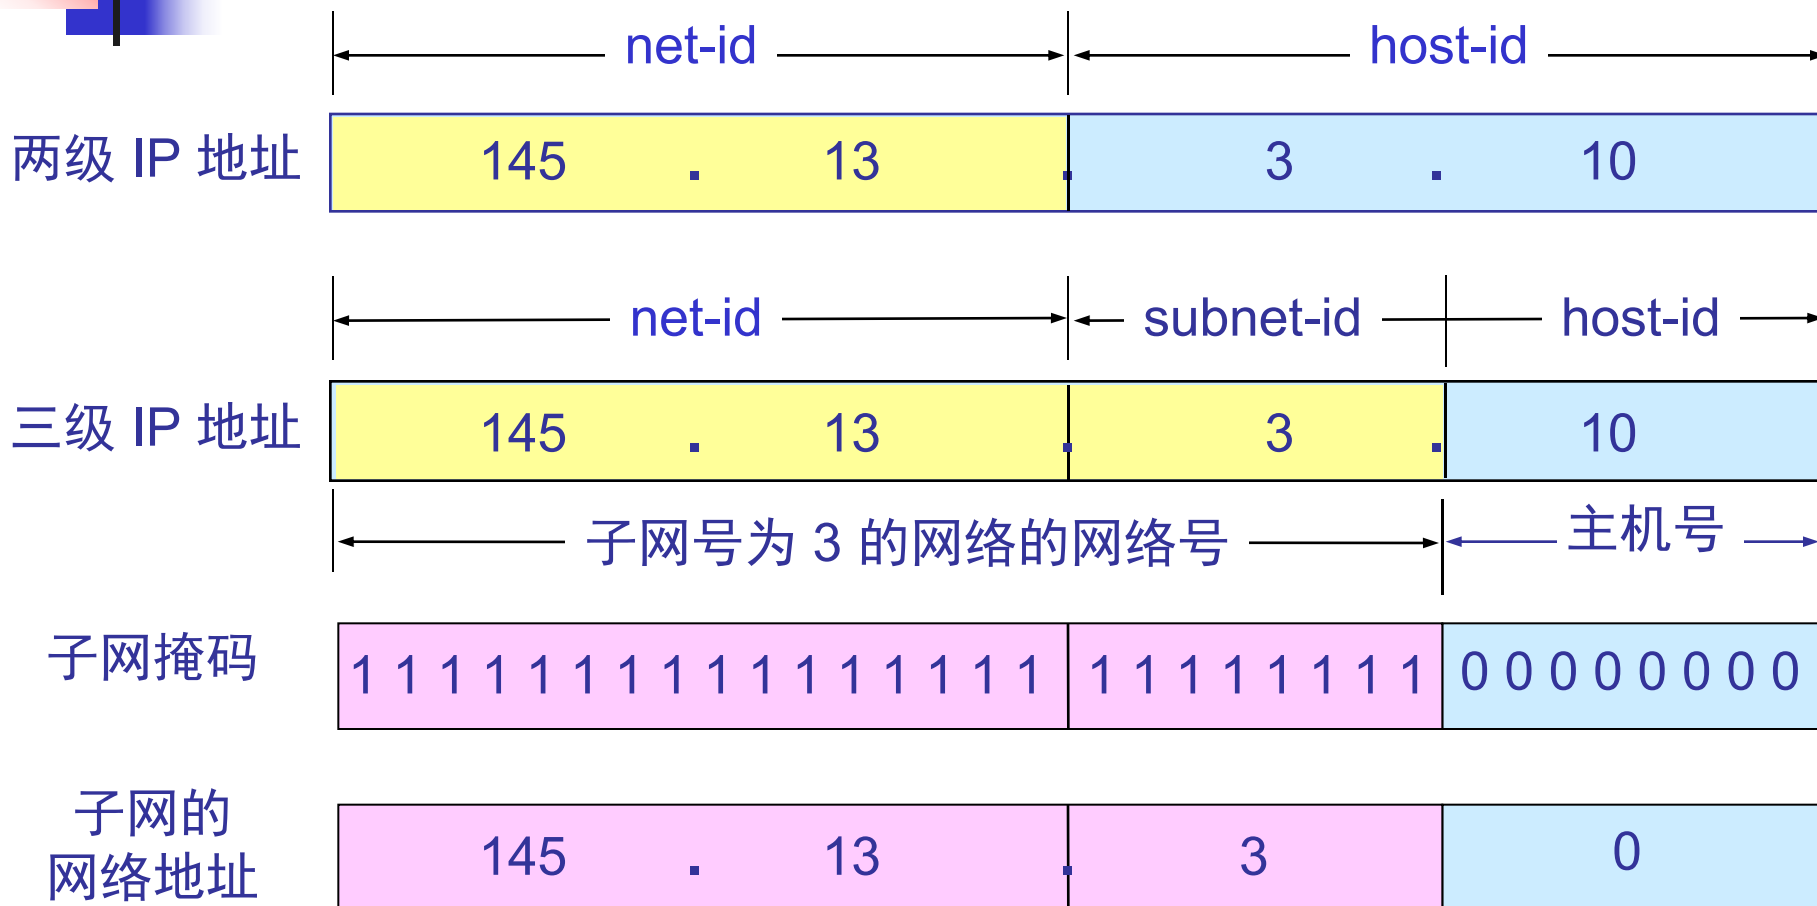 net-id host-id
两级 IP 地址 145 . 13 . 3 . 10
net-id subnet-id host-id
三级 IP 地址 145 . 13 . 3 . 10
子网号为 3 的网络的网络号 主机号
子网掩码 1 1 1 1 1 1 1 1 1 1 1 1 1 1 1 1 1 1 1 1 1 1 1 1 0 0 0 0 0 0 0 0
子网的
网络地址 145 . 13 . 3 0